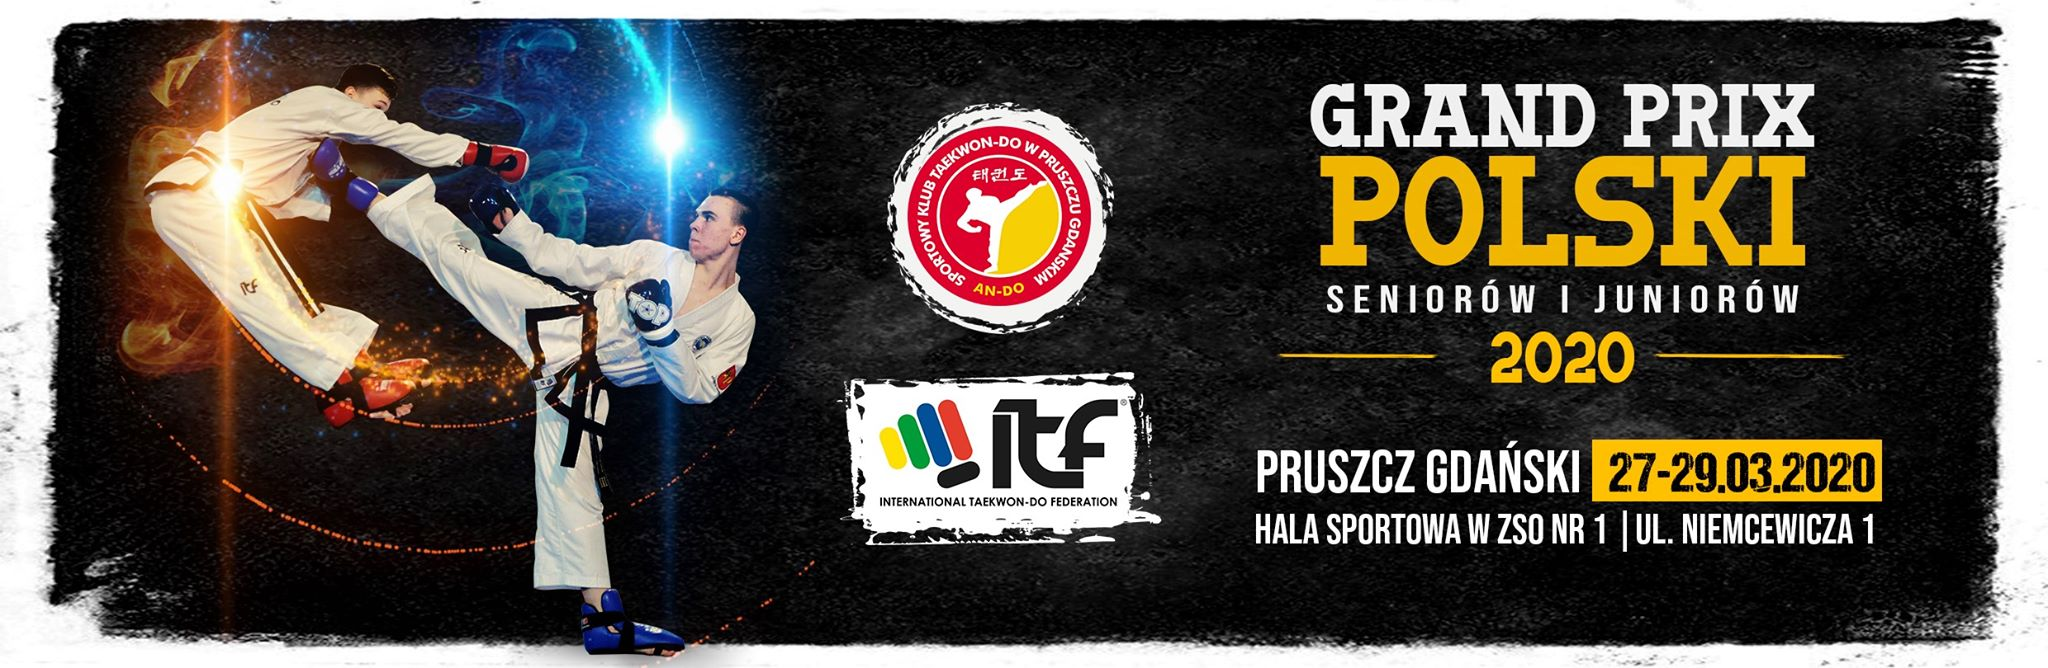 SPORTOWY KLUB TAEKWON-DO W PRUSZCZU GDAŃSKIM
태권도
AN-DO
itf®
INTERNATIONAL TAEKWON-DO FEDERATION
GRAND PRIX
POLSKI
SENIORÓW I JUNIORÓW
2020
PRUSZCZ GDAŃSKI 27-29.03.2020
HALA SPORTOWA W ZSO NR 1 | UL. NIEMCEWICZA 1
itf
TOP